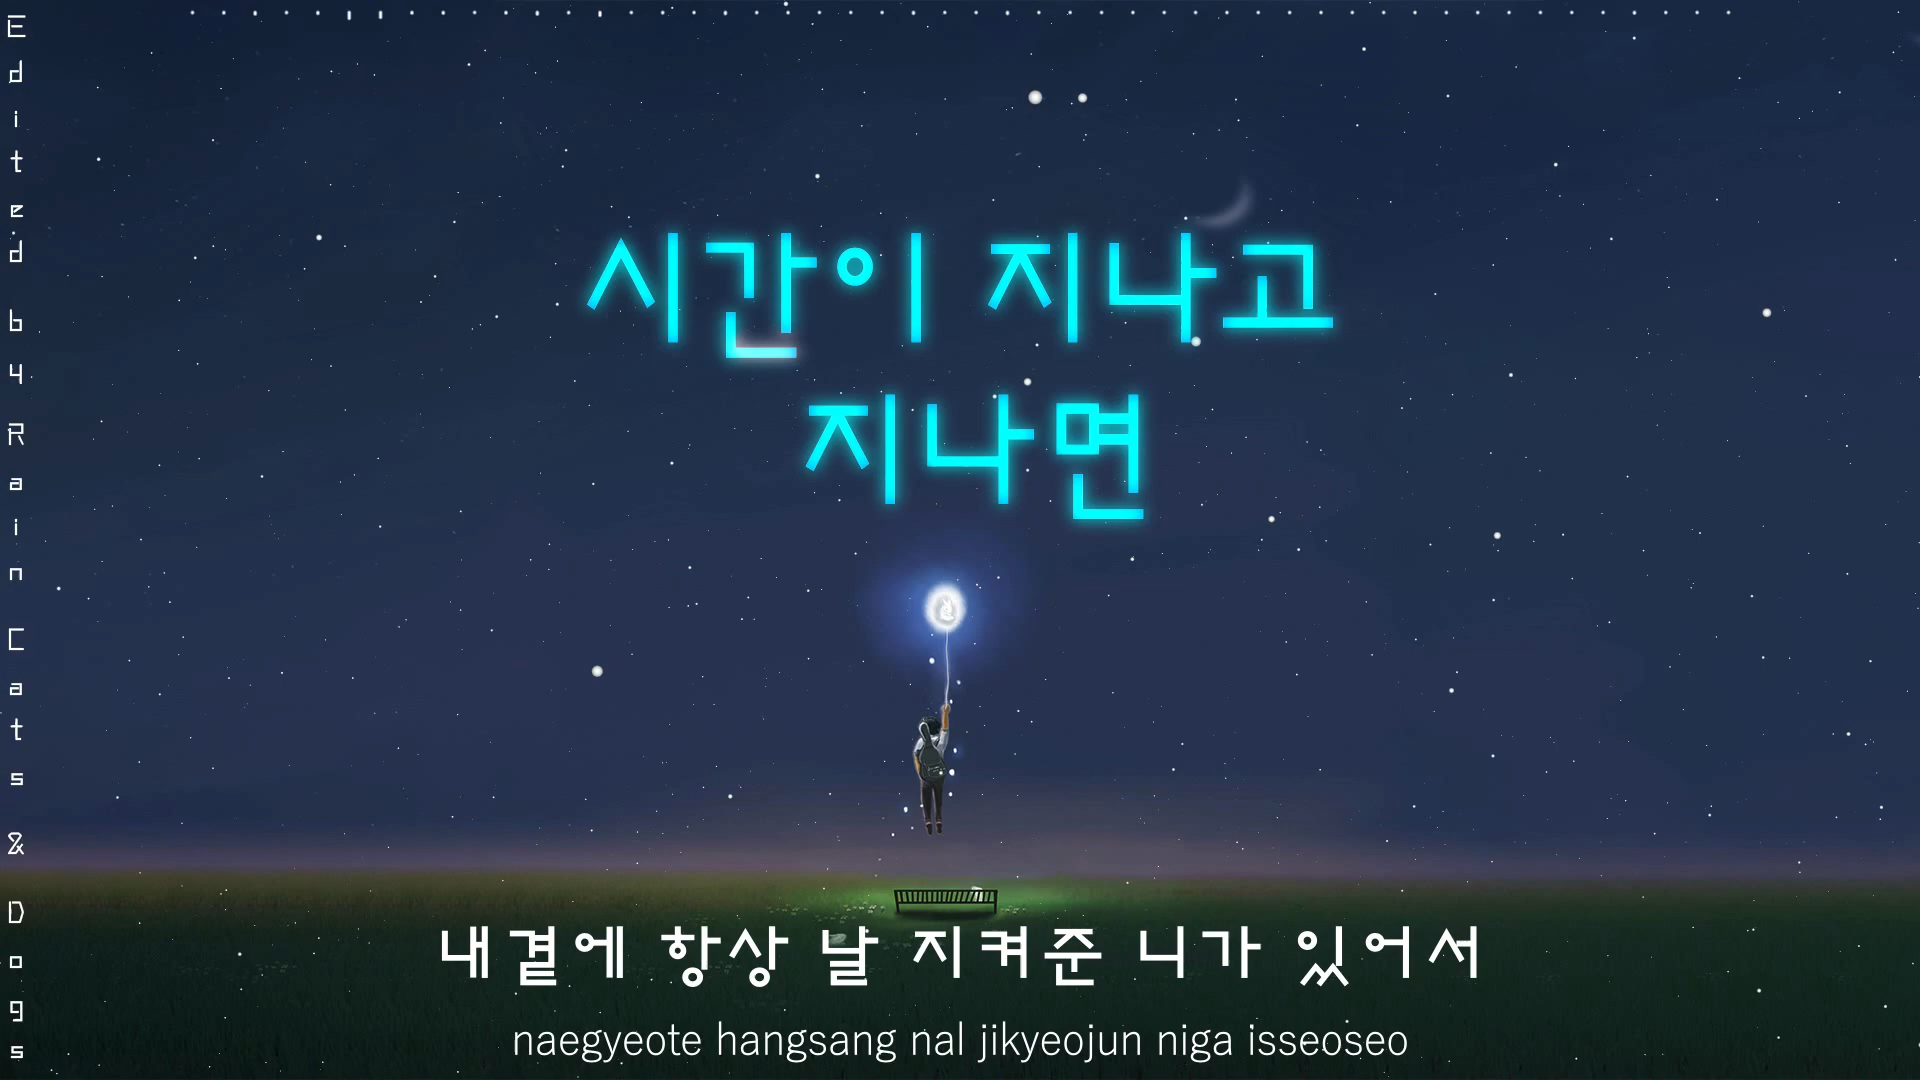 Edited by Rain Cats & Dogs
시간이 지나고
지나면
내곁에 항상 날 지켜준 니가 있어서
naegyeote hangsang nal jikyeojun niga isseoseo